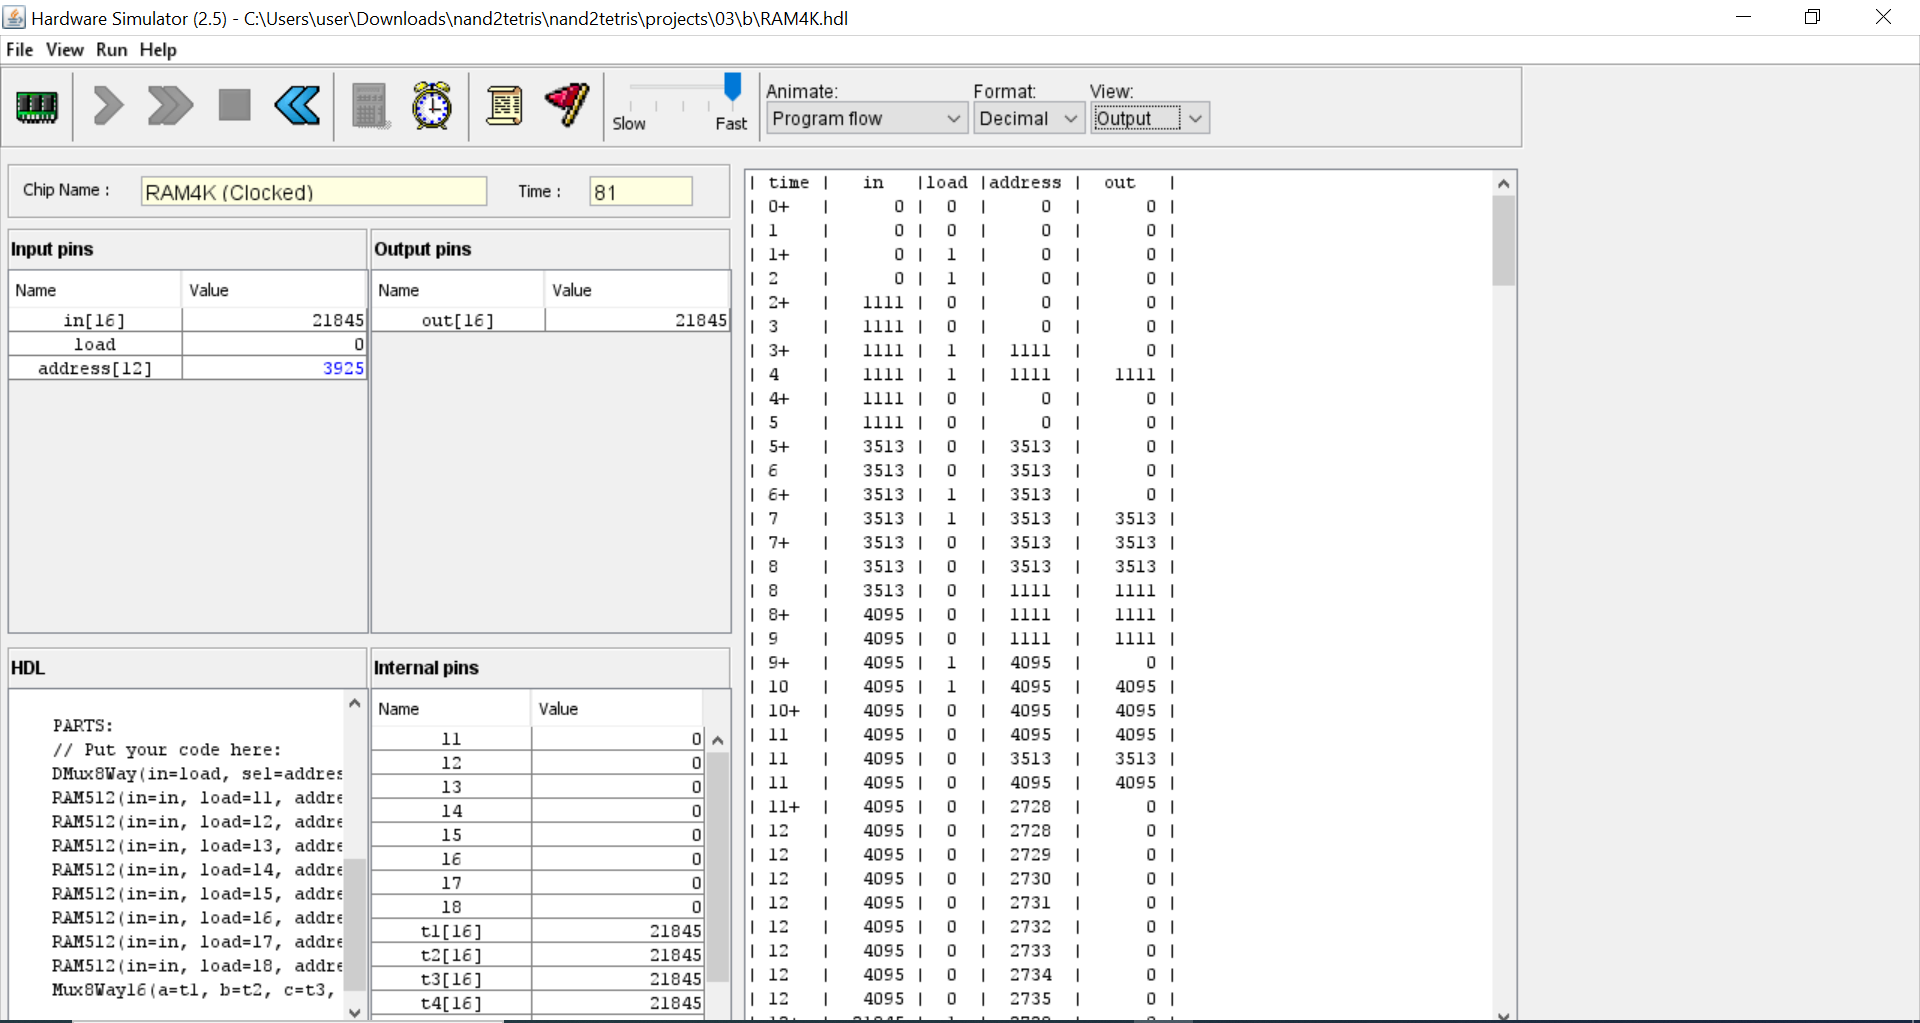 Hardware Simulator (2.5) - C:\Users\user\Downloads\nand2tetris\nand2tetris\projects\03\b\RAM4K.hdl
File View Run Help
Slow Fast
Animate: Format: View:
Program flow Decimal Output
Chip Name : RAM4K (Clocked) Time : 81
Input pins
Name Value
in[16] 21845
load 0
address[12] 3925
Output pins
Name Value
out[16] 21845
HDL
PARTS:
// Put your code here:
DMux8Way(in=load, sel=addres
RAM512(in=in, load=l1, addre
RAM512(in=in, load=l2, addre
RAM512(in=in, load=l3, addre
RAM512(in=in, load=l4, addre
RAM512(in=in, load=l5, addre
RAM512(in=in, load=l6, addre
RAM512(in=in, load=l7, addre
RAM512(in=in, load=l8, addre
Mux8Way16(a=t1, b=t2, c=t3,
Internal pins
Name Value
l1 0
l2 0
l3 0
l4 0
l5 0
l6 0
l7 0
l8 0
t1[16] 21845
t2[16] 21845
t3[16] 21845
t4[16] 21845
| time | in |load |address | out |
| 0+ | 0 | 0 | 0 | 0 |
| 1 | 0 | 0 | 0 | 0 |
| 1+ | 0 | 1 | 0 | 0 |
| 2 | 0 | 1 | 0 | 0 |
| 2+ | 1111 | 0 | 0 | 0 |
| 3 | 1111 | 0 | 0 | 0 |
| 3+ | 1111 | 1 | 1111 | 0 |
| 4 | 1111 | 1 | 1111 | 1111 |
| 4+ | 1111 | 0 | 0 | 0 |
| 5 | 1111 | 0 | 0 | 0 |
| 5+ | 3513 | 0 | 3513 | 0 |
| 6 | 3513 | 0 | 3513 | 0 |
| 6+ | 3513 | 1 | 3513 | 0 |
| 7 | 3513 | 1 | 3513 | 3513 |
| 7+ | 3513 | 0 | 3513 | 3513 |
| 8 | 3513 | 0 | 3513 | 3513 |
| 8 | 3513 | 0 | 1111 | 1111 |
| 8+ | 4095 | 0 | 1111 | 1111 |
| 9 | 4095 | 0 | 1111 | 1111 |
| 9+ | 4095 | 1 | 4095 | 0 |
| 10 | 4095 | 1 | 4095 | 4095 |
| 10+ | 4095 | 0 | 4095 | 4095 |
| 11 | 4095 | 0 | 4095 | 4095 |
| 11 | 4095 | 0 | 3513 | 3513 |
| 11 | 4095 | 0 | 4095 | 4095 |
| 11+ | 4095 | 0 | 2728 | 0 |
| 12 | 4095 | 0 | 2728 | 0 |
| 12 | 4095 | 0 | 2729 | 0 |
| 12 | 4095 | 0 | 2730 | 0 |
| 12 | 4095 | 0 | 2731 | 0 |
| 12 | 4095 | 0 | 2732 | 0 |
| 12 | 4095 | 0 | 2733 | 0 |
| 12 | 4095 | 0 | 2734 | 0 |
| 12 | 4095 | 0 | 2735 | 0 |